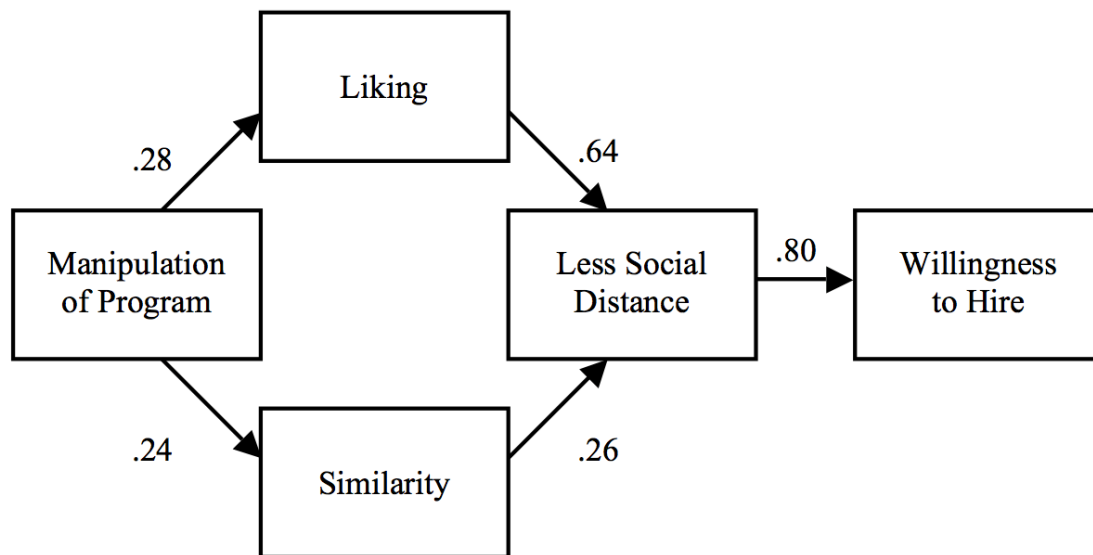 Liking
.28
.64
Manipulation
of Program
Less Social
Distance
.80
Willingness
to Hire
.24
.26
Similarity